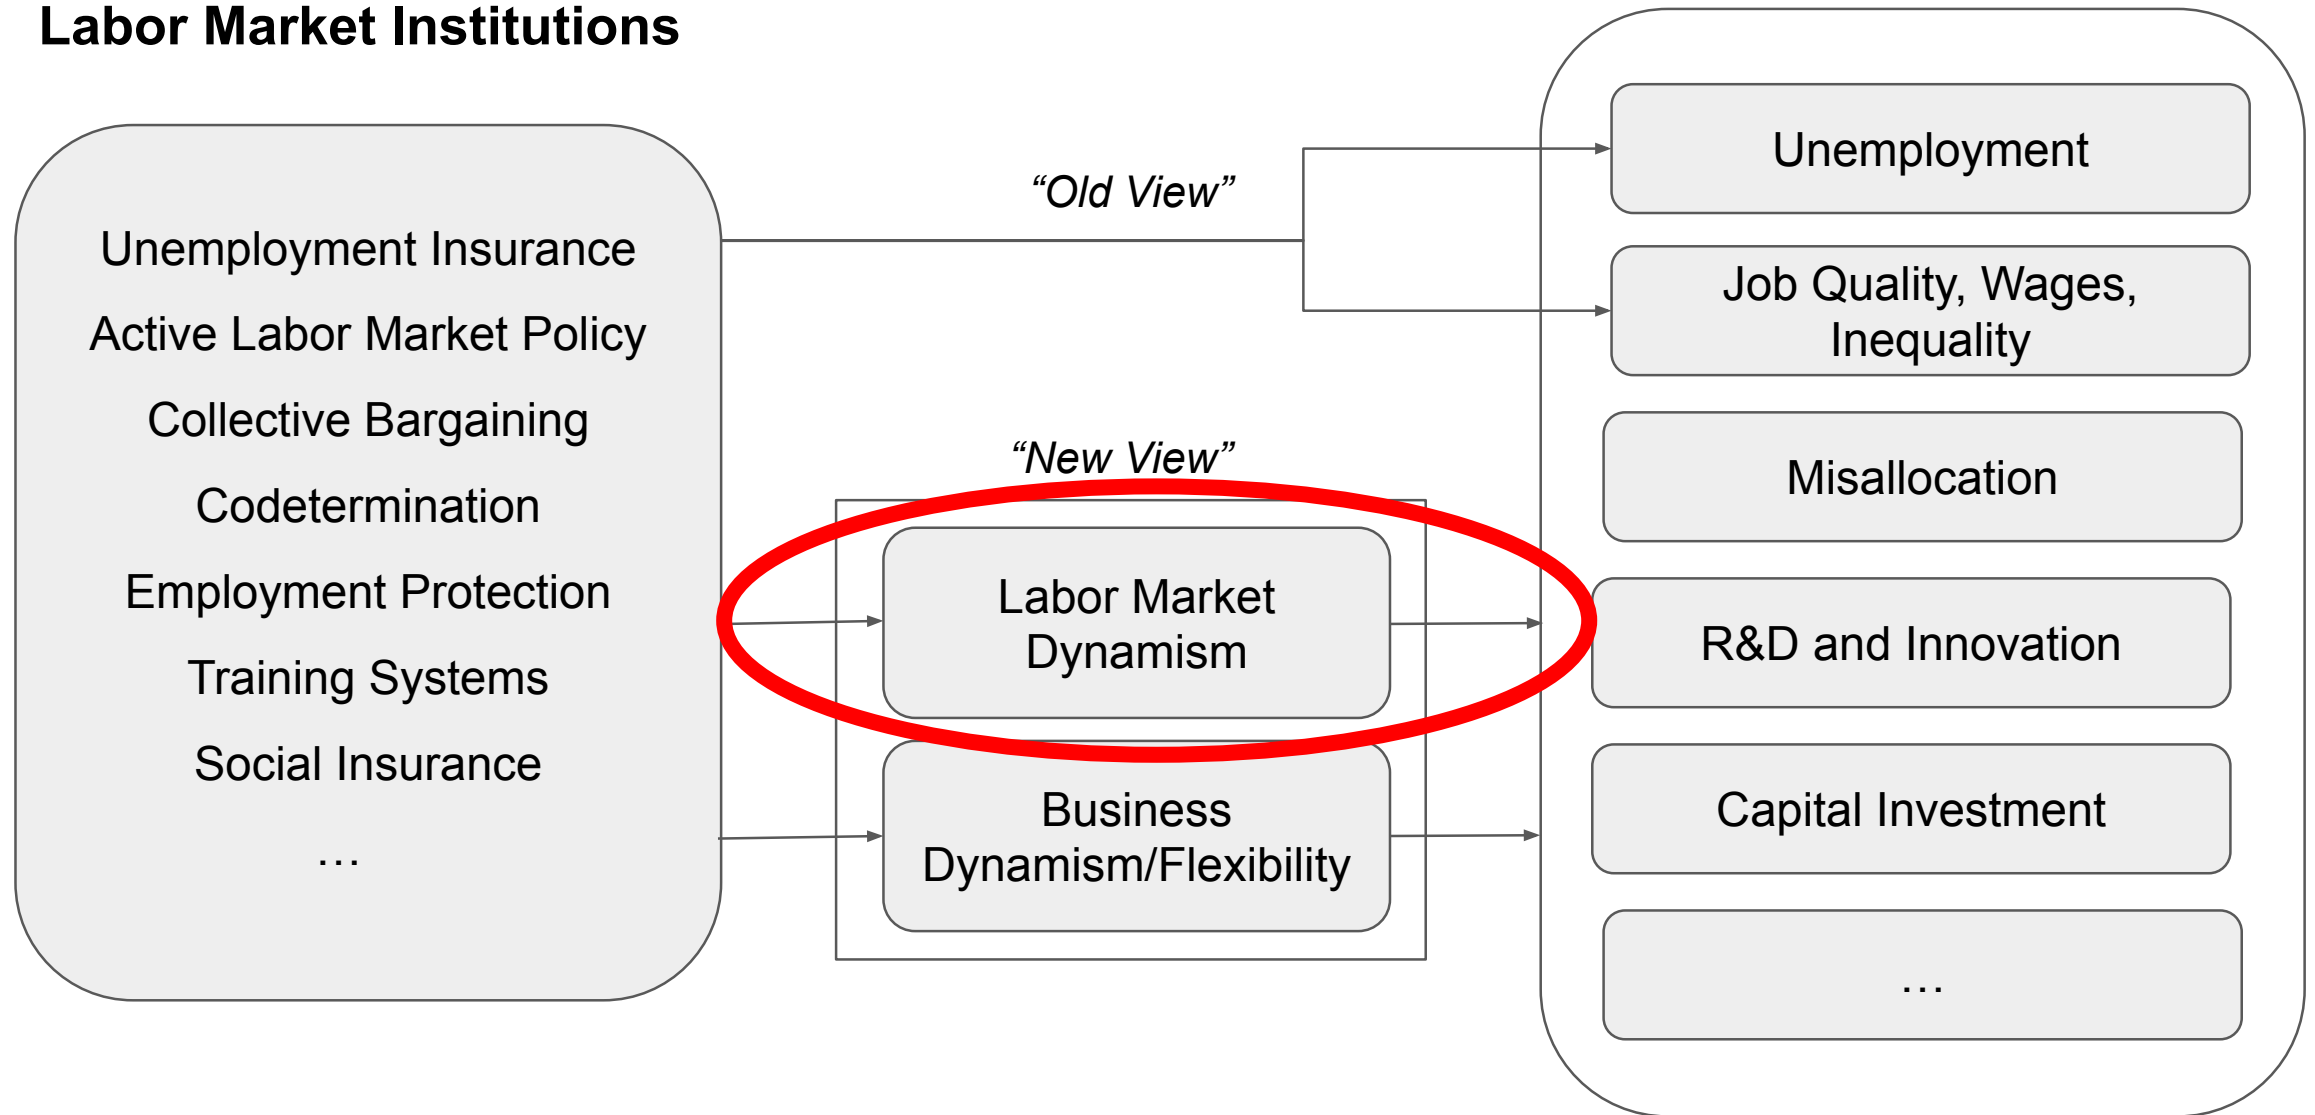 Labor Market Institutions
Unemployment Insurance
Active Labor Market Policy
Collective Bargaining
Codetermination
Employment Protection
Training Systems
Social Insurance
…
“Old View”
“New View”
Labor Market
Dynamism
Business
Dynamism/Flexibility
Unemployment
Job Quality, Wages,
Inequality
Misallocation
R&D and Innovation
Capital Investment
…